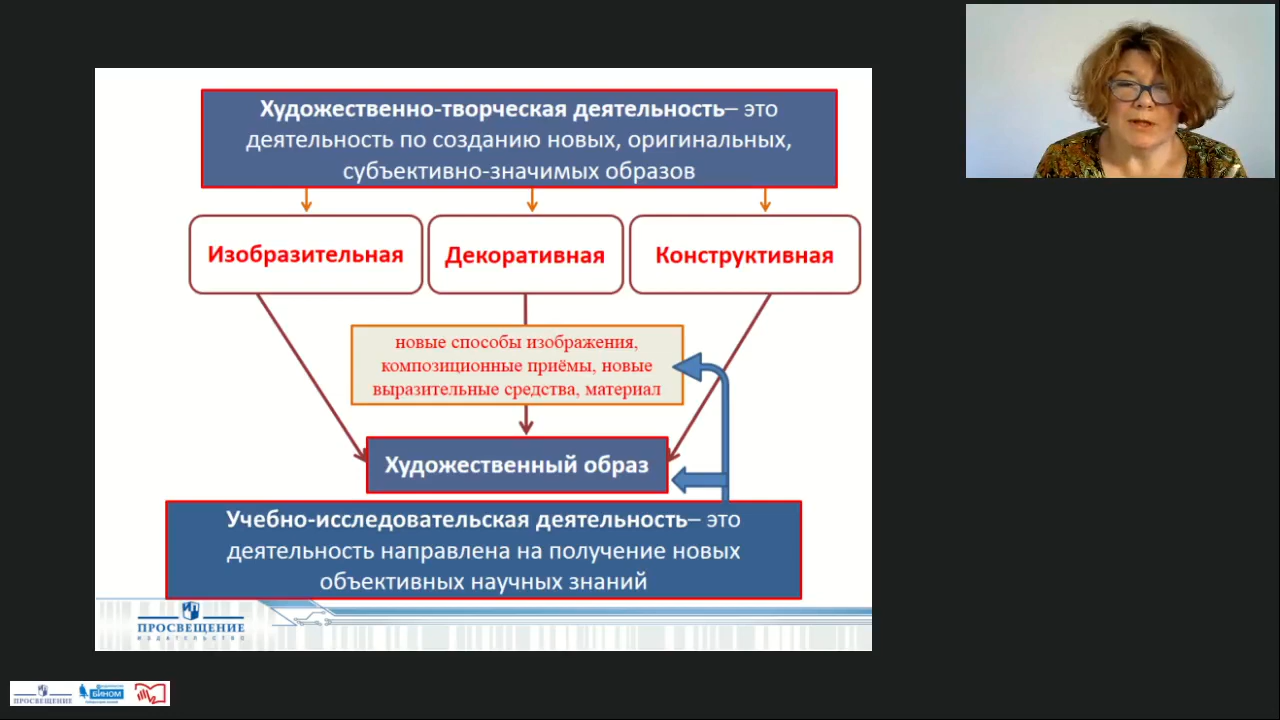 Художественно-творческая деятельность– это
деятельность по созданию новых, оригинальных,
субъективно-значимых образов
Изобразительная
Декоративная
Конструктивная
новые способы изображения,
композиционные приёмы, новые
выразительные средства, материал
Художественный образ
Учебно-исследовательская деятельность– это
деятельность направлена на получение новых
объективных научных знаний
ПРОСВЕЩЕНИЕ
ИЗДАТЕЛЬСТВО
ПРОСВЕЩЕНИЕ
БИНОМ